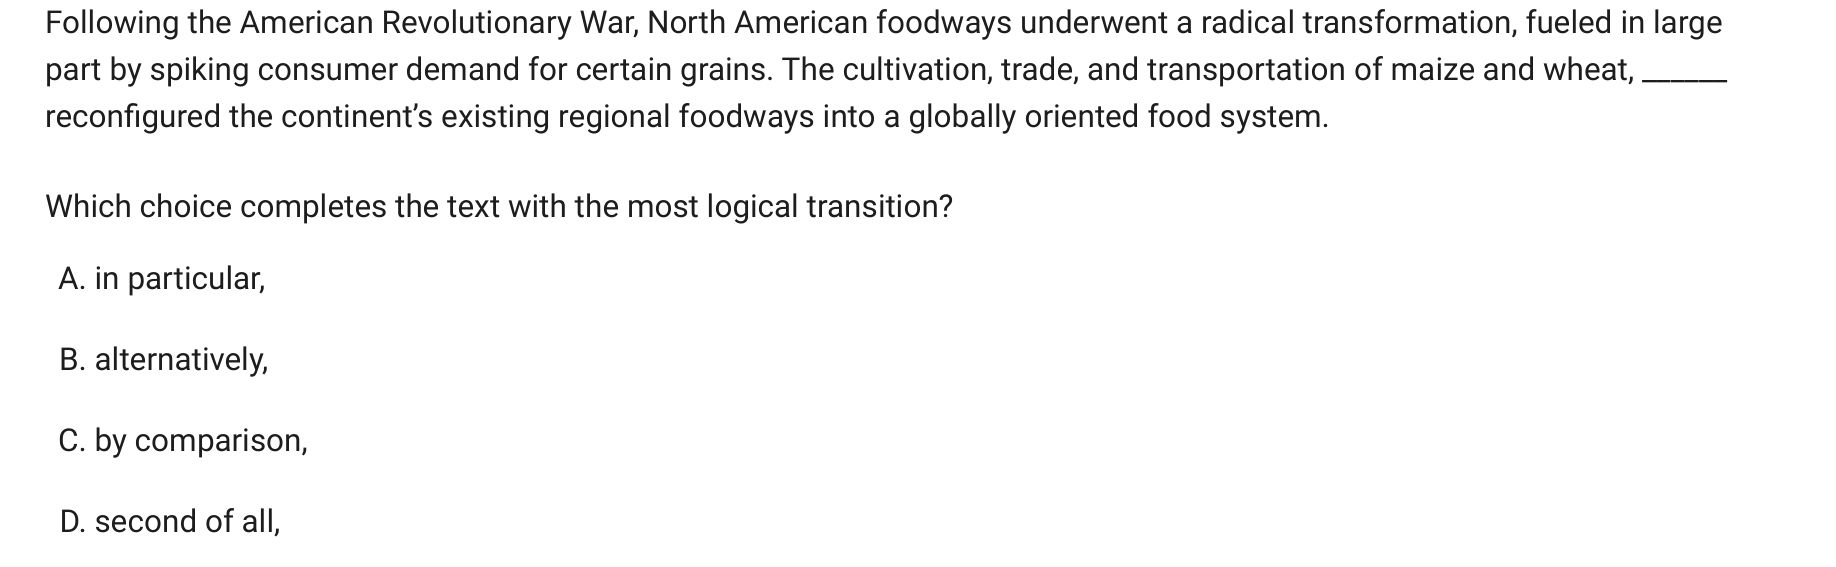 Following the American Revolutionary War, North American foodways underwent a radical transformation, fueled in large
part by spiking consumer demand for certain grains. The cultivation, trade, and transportation of maize and wheat, ______
reconfigured the continent’s existing regional foodways into a globally oriented food system.
Which choice completes the text with the most logical transition?
A. in particular,
B. alternatively,
C. by comparison,
D. second of all,